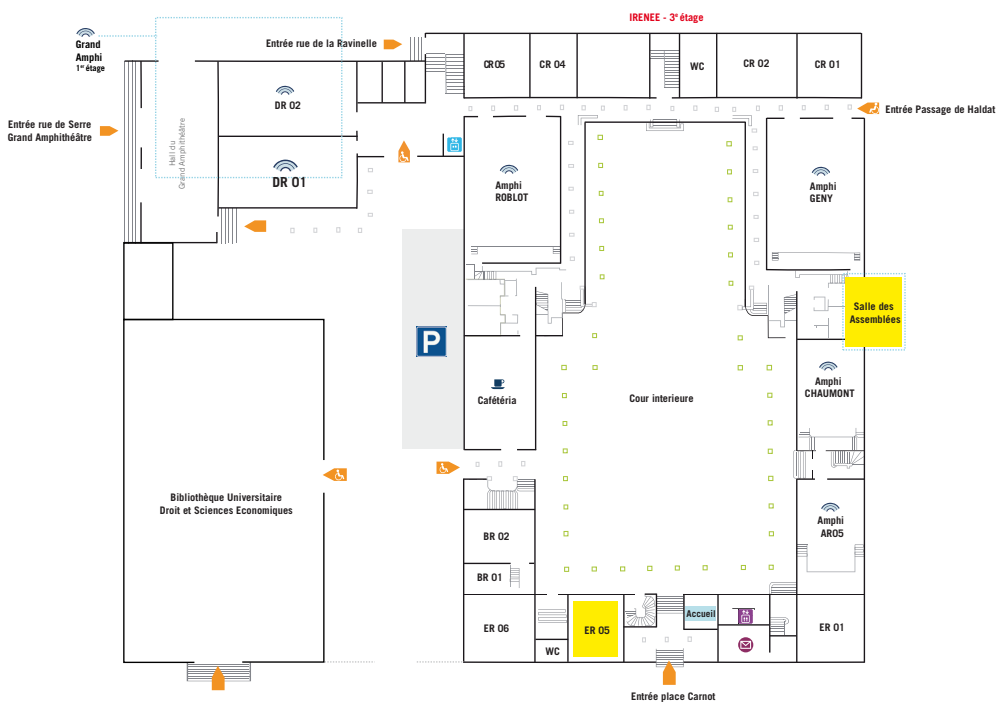 IRENEE - 3e étage
Grand
Amphi
1er étage
Entrée rue de la Ravinelle
CR05
CR 04
WC
CR 02
CR 01
DR 02
Entrée Passage de Haldat
Entrée rue de Serre
Grand Amphithéâtre
Hall du
Grand Amphithéâtre
DR 01
Amphi
ROBLOT
Amphi
GENY
Salle des
Assemblées
P
Cafétéria
Cour interieure
Amphi
CHAUMONT
Bibliothèque Universitaire
Droit et Sciences Economiques
Amphi
AR05
BR 02
BR 01
ER 06
WC
ER 05
Accueil
ER 01
Entrée place Carnot